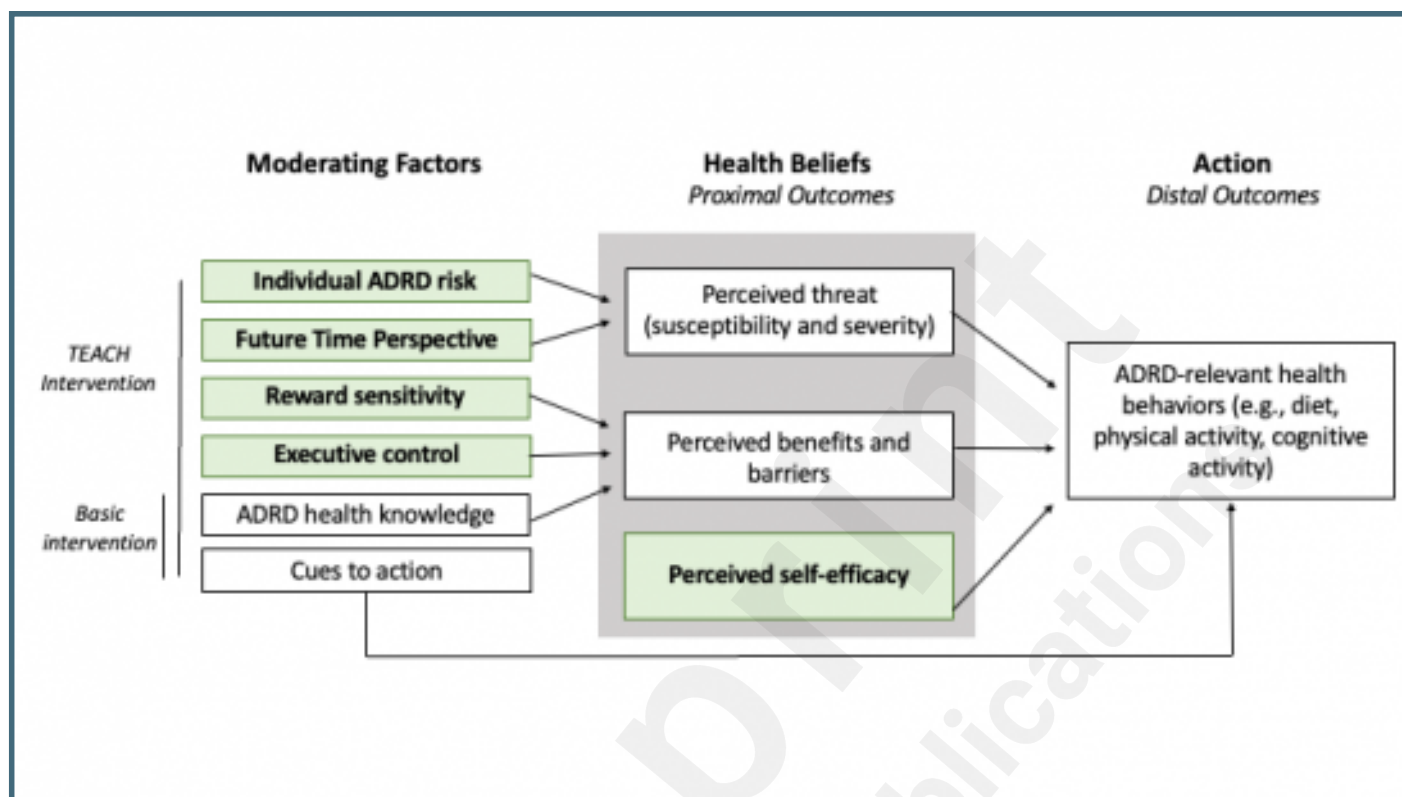 Moderating Factors
Health Beliefs
Proximal Outcomes
Action
Distal Outcomes
TEACH
Intervention
Basic
intervention
Individual ADRD risk
Future Time Perspective
Reward sensitivity
Executive control
ADRD health knowledge
Cues to action
Perceived threat
(susceptibility and severity)
Perceived benefits and
barriers
Perceived self-efficacy
ADRD-relevant health
behaviors (e.g., diet,
physical activity, cognitive
activity)